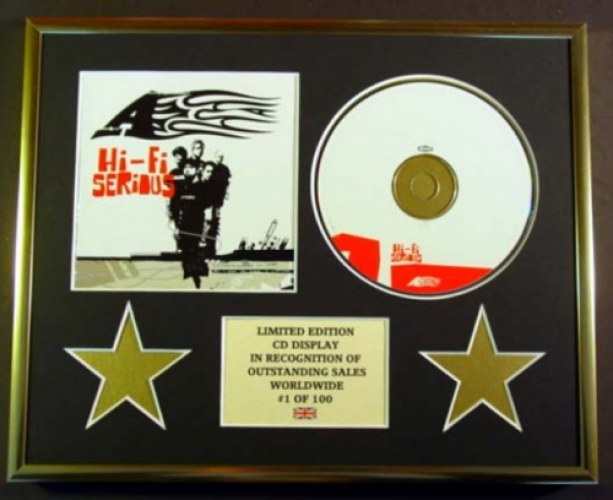 A
Hi-Fi
SERiOUS
Hi-Fi
SERiOUS
A
LIMITED EDITION
CD DISPLAY
IN RECOGNITION OF
OUTSTANDING SALES
WORLDWIDE
#1 OF 100